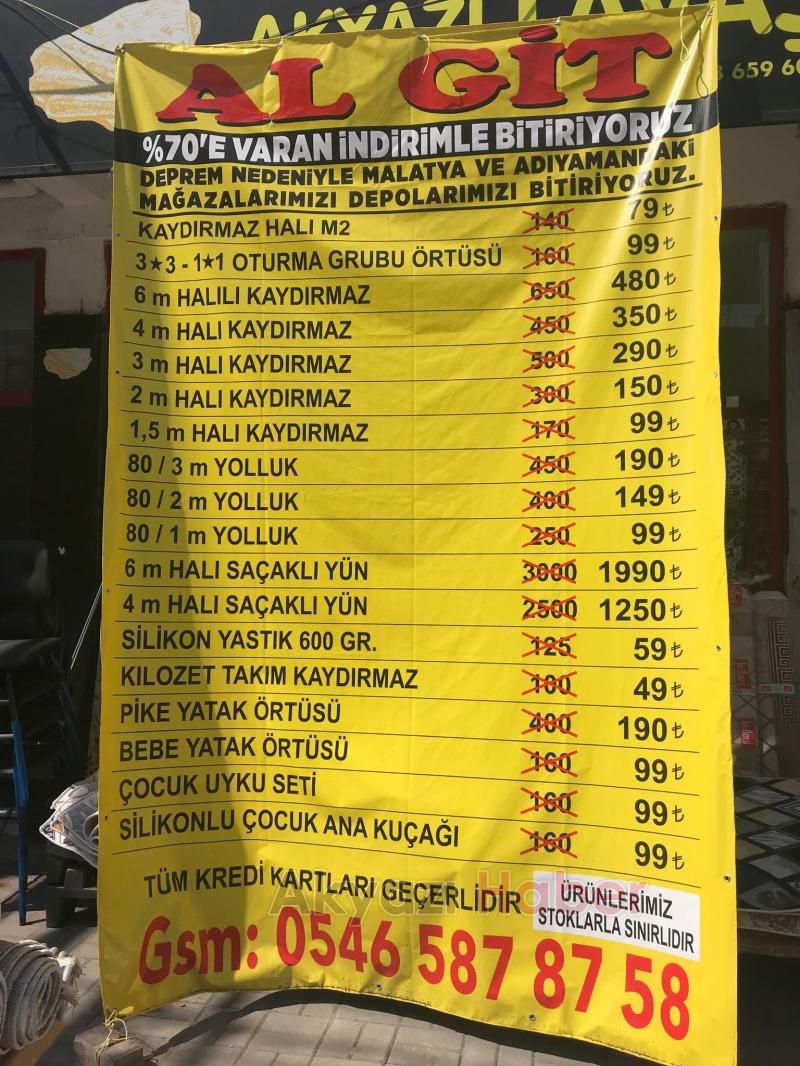 AKYAZI LAVAŞ
659 60
AL GİT
%70'E VARAN İNDİRİMLE BİTİRİYORUZ
DEPREM NEDENİYLE MALATYA VE ADIYAMANDAKİ
MAĞAZALARIMIZI DEPOLARIMIZI BİTİRİYORUZ.
KAYDIRMAZ HALI M2 140 79 ₺
3★3 - 1★1 OTURMA GRUBU ÖRTÜSÜ 160 99 ₺
6 m HALILI KAYDIRMAZ 650 480 ₺
4 m HALI KAYDIRMAZ 450 350 ₺
3 m HALI KAYDIRMAZ 500 290 ₺
2 m HALI KAYDIRMAZ 300 150 ₺
1,5 m HALI KAYDIRMAZ 170 99 ₺
80 / 3 m YOLLUK 450 190 ₺
80 / 2 m YOLLUK 400 149 ₺
80 / 1 m YOLLUK 250 99 ₺
6 m HALI SAÇAKLI YÜN 3000 1990 ₺
4 m HALI SAÇAKLI YÜN 2500 1250 ₺
SİLİKON YASTIK 600 GR. 125 59 ₺
KILOZET TAKIM KAYDIRMAZ 100 49 ₺
PİKE YATAK ÖRTÜSÜ 400 190 ₺
BEBE YATAK ÖRTÜSÜ 160 99 ₺
ÇOCUK UYKU SETİ 160 99 ₺
SİLİKONLU ÇOCUK ANA KUÇAĞI 160 99 ₺
TÜM KREDİ KARTLARI GEÇERLİDİR
ÜRÜNLERİMİZ
STOKLARLA SINIRLIDIR
Akyazı Haber
Gsm: 0546 587 87 58